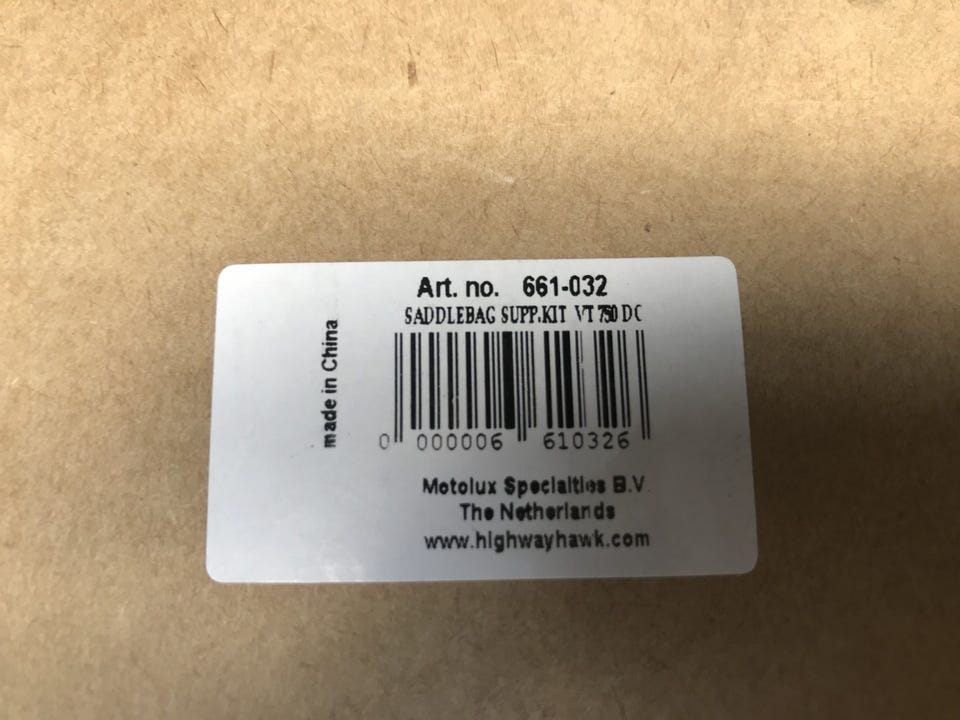 Art. no. 661-032
SADDLEBAG SUPP.KIT VT 750 DC
made in China
0 000006 610326
Motolux Specialties B.V
The Netherlands
www.highwayhawk.com